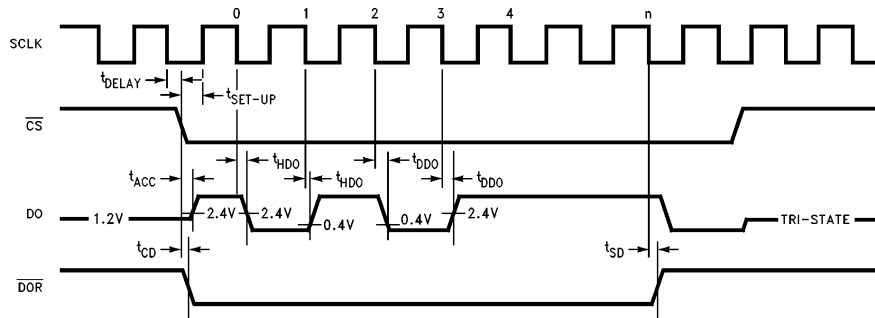 0 1 2 3 4 n
SCLK
tDELAY
tSET-UP
CS
tHDO
tHDO
tDDO
tDDO
tACC
DO
1.2V
2.4V
2.4V
0.4V
0.4V
2.4V
TRI-STATE
tCD
tSD
DOR